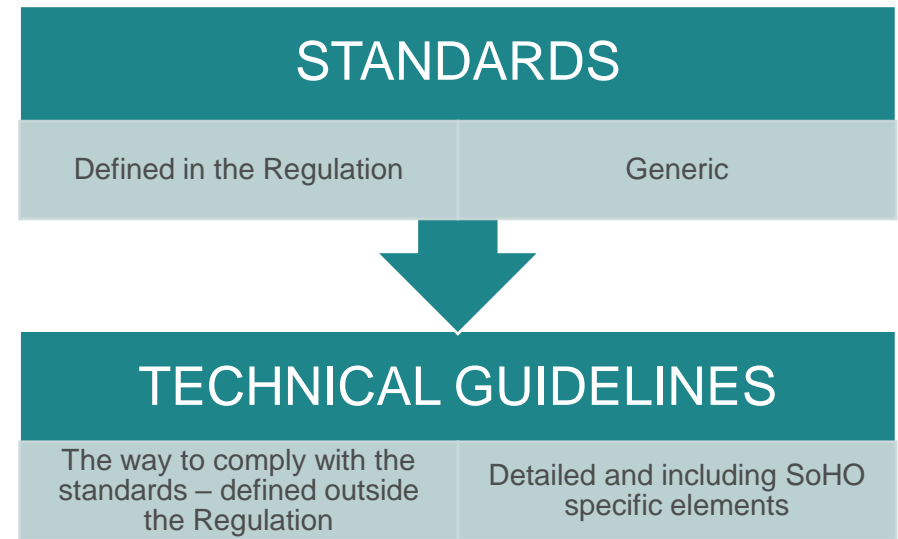 STANDARDS
Defined in the Regulation
Generic
TECHNICAL GUIDELINES
The way to comply with the
standards – defined outside
the Regulation
Detailed and including SoHO
specific elements